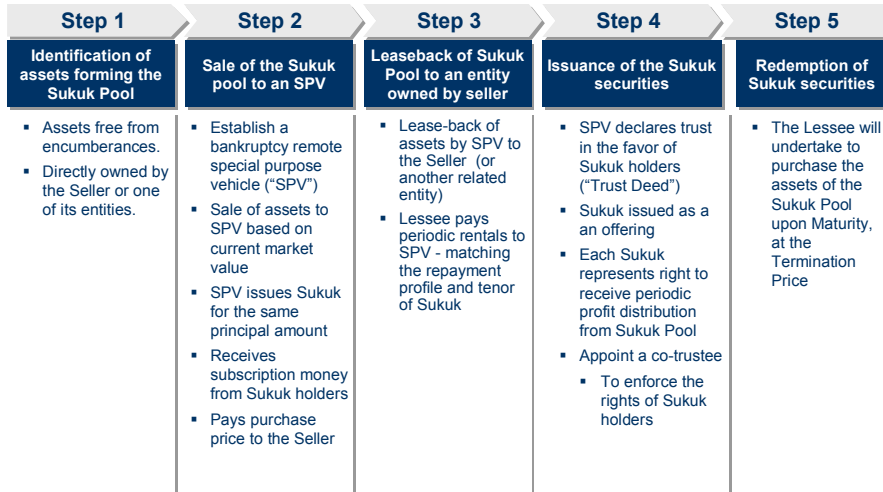 Step 1
Step 2
Step 3
Step 4
Step 5
Identification of
assets forming the
Sukuk Pool
Sale of the Sukuk
pool to an SPV
Leaseback of Sukuk
Pool to an entity
owned by seller
Issuance of the Sukuk
securities
Redemption of
Sukuk securities
▪ Assets free from
encumberances.
▪ Directly owned by
the Seller or one
of its entities.
▪ Establish a
bankruptcy remote
special purpose
vehicle (“SPV”)
▪ Sale of assets to
SPV based on
current market
value
▪ SPV issues Sukuk
for the same
principal amount
▪ Receives
subscription money
from Sukuk holders
▪ Pays purchase
price to the Seller
▪ Lease-back of
assets by SPV to
the Seller (or
another related
entity)
▪ Lessee pays
periodic rentals to
SPV - matching
the repayment
profile and tenor
of Sukuk
▪ SPV declares trust
in the favor of
Sukuk holders
(“Trust Deed”)
▪ Sukuk issued as a
an offering
▪ Each Sukuk
represents right to
receive periodic
profit distribution
from Sukuk Pool
▪ Appoint a co-trustee
▪ To enforce the
rights of Sukuk
holders
▪ The Lessee will
undertake to
purchase the
assets of the
Sukuk Pool
upon Maturity,
at the
Termination
Price